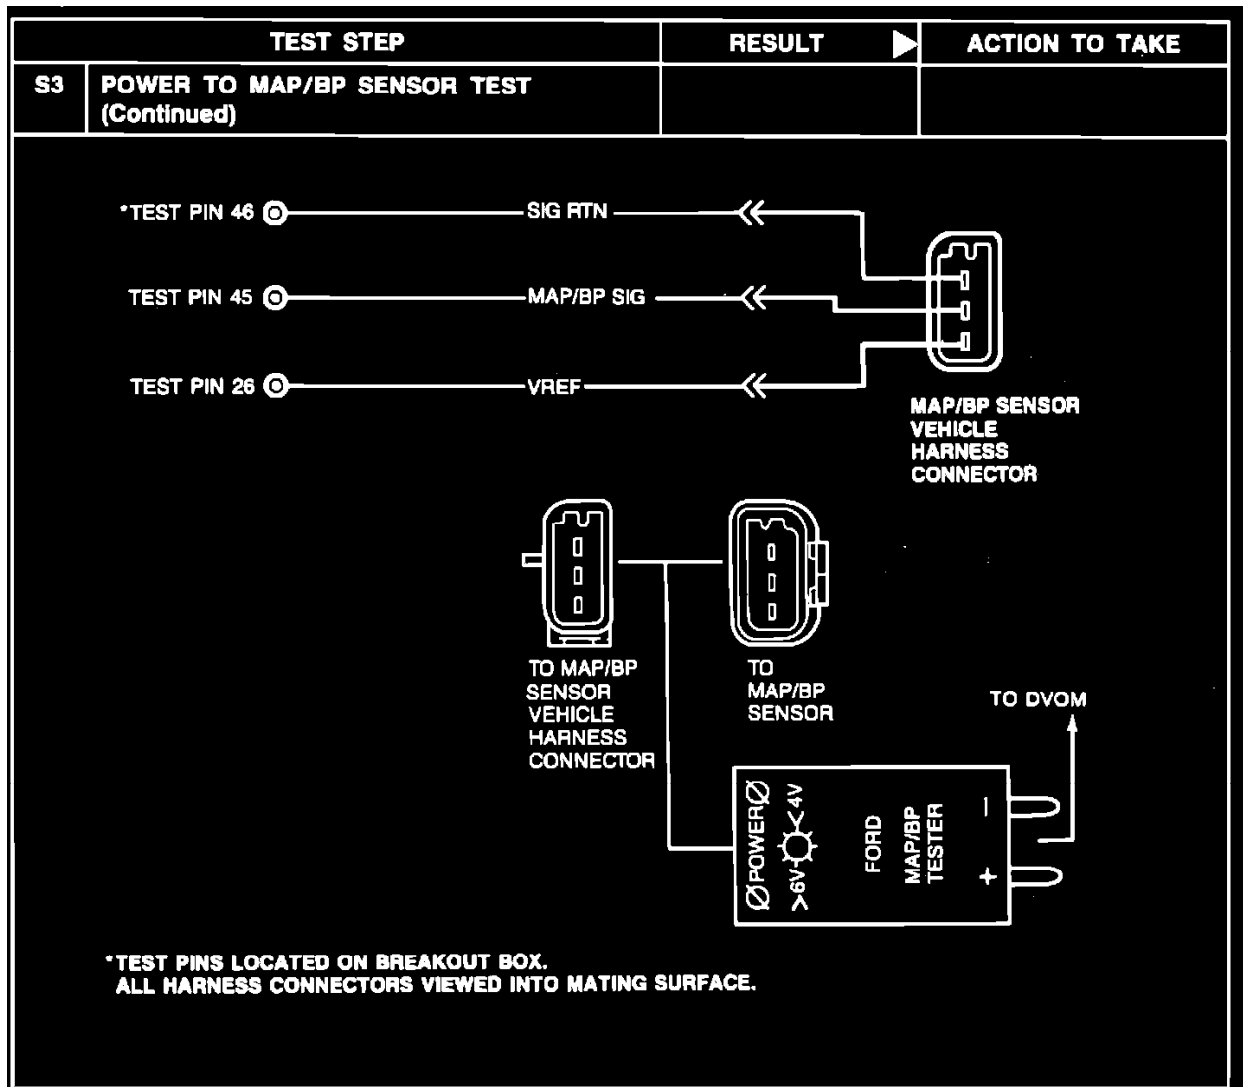 TEST STEP
RESULT
ACTION TO TAKE
S3
POWER TO MAP/BP SENSOR TEST
(Continued)
*TEST PIN 46
SIG RTN
TEST PIN 45
MAP/BP SIG
TEST PIN 26
VREF
MAP/BP SENSOR
VEHICLE
HARNESS
CONNECTOR
TO MAP/BP
SENSOR
VEHICLE
HARNESS
CONNECTOR
TO
MAP/BP
SENSOR
TO DVOM
POWER
>6V
<4V
FORD
MAP/BP
TESTER
-
+
*TEST PINS LOCATED ON BREAKOUT BOX.
ALL HARNESS CONNECTORS VIEWED INTO MATING SURFACE.